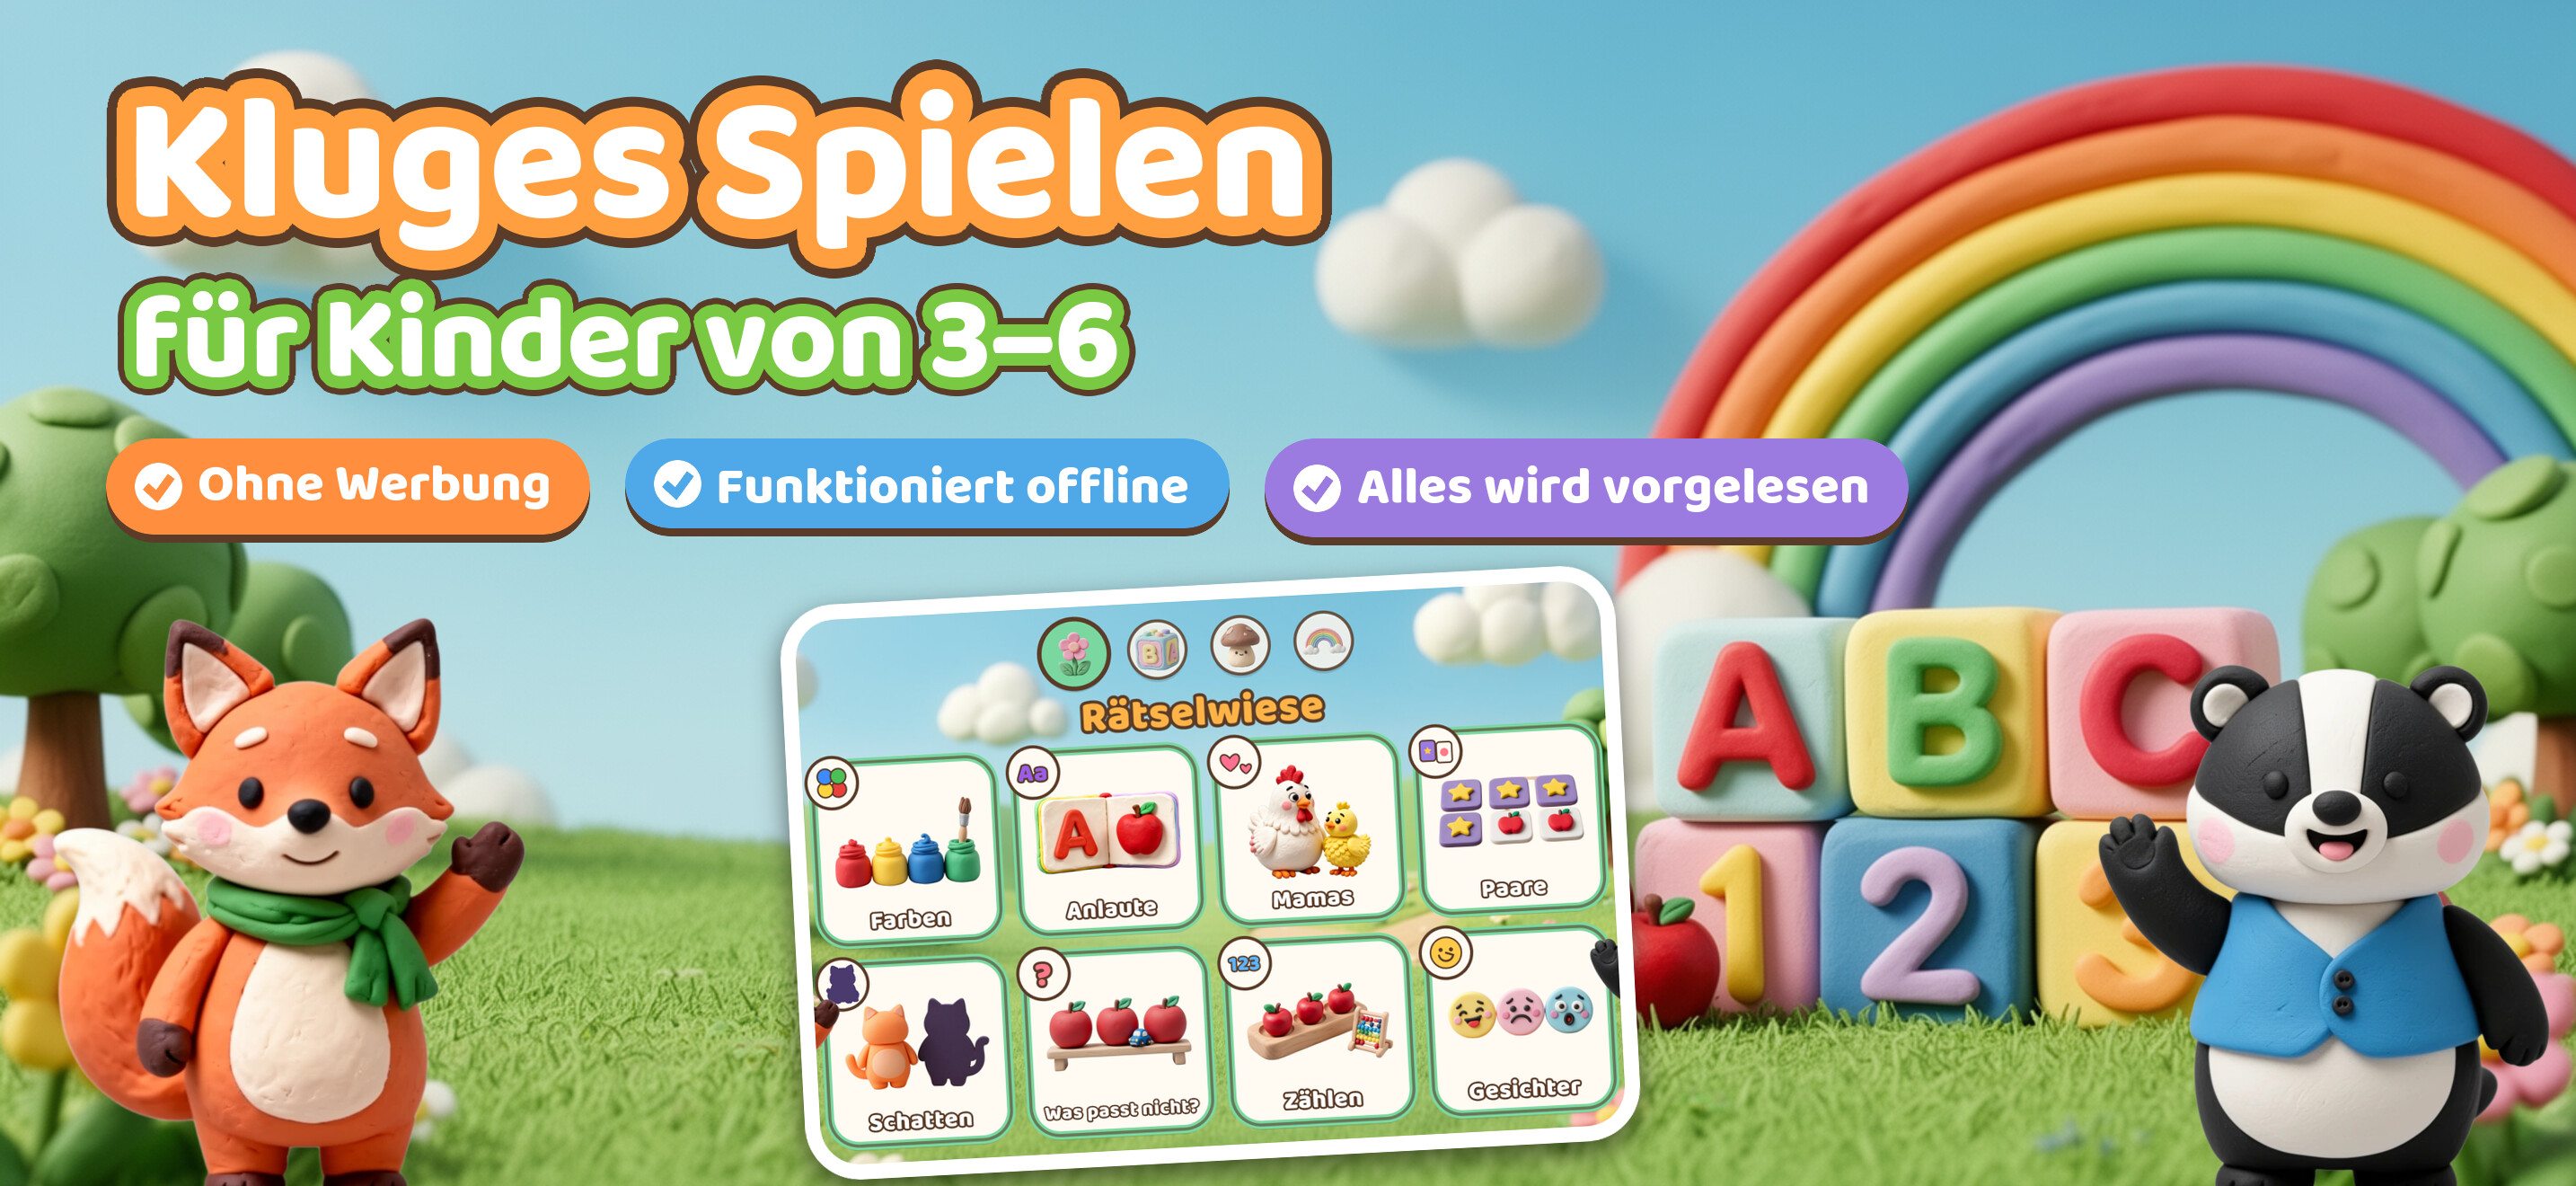 Kluges Spielen
für Kinder von 3–6
Ohne Werbung
Funktioniert offline
Alles wird vorgelesen
B A
Rätselwiese
Aa
A
Farben
Anlaute
Mamas
Paare
?
123
Schatten
Was passt nicht?
Zählen
Gesichter
A B C
1 2 3